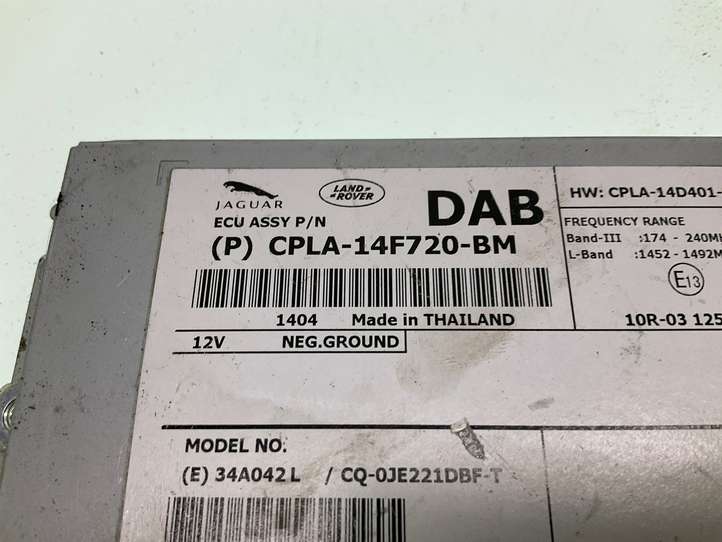 JAGUAR
LAND ROVER
DAB
ECU ASSY P/N
(P) CPLA-14F720-BM
1404 Made in THAILAND
12V NEG.GROUND
HW: CPLA-14D401-
FREQUENCY RANGE
Band-III :174 - 240MH
L-Band :1452 - 1492M
E13
10R-03 125
MODEL NO.
(E) 34A042L / CQ-0JE221DBF-T